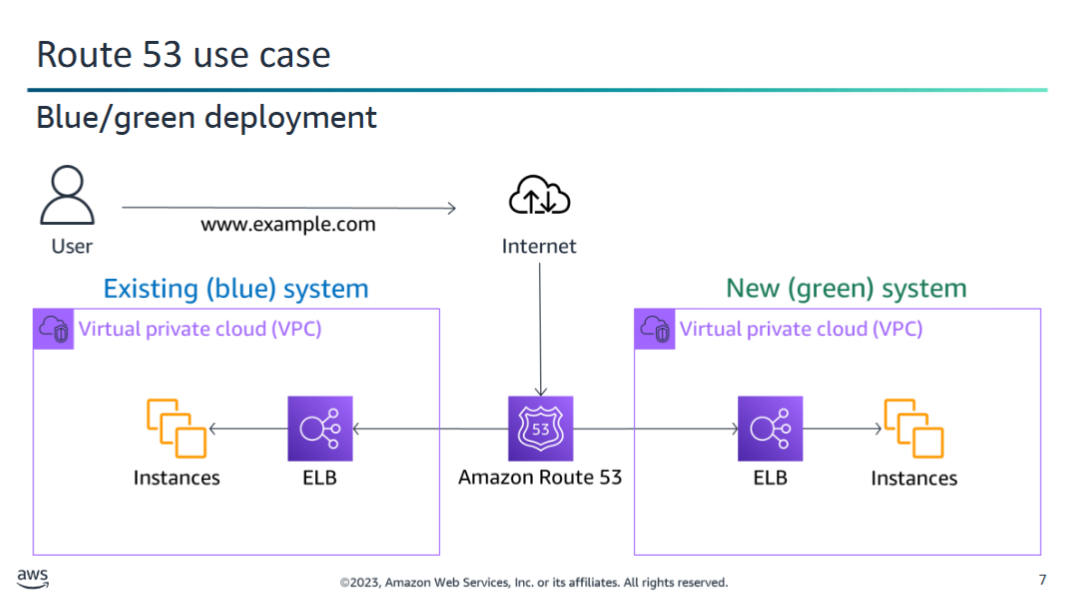 Route 53 use case
Blue/green deployment
www.example.com
User
Internet
Existing (blue) system
New (green) system
Virtual private cloud (VPC)
Virtual private cloud (VPC)
53
Instances
ELB
Amazon Route 53
ELB
Instances
aws
©2023, Amazon Web Services, Inc. or its affiliates. All rights reserved.
7